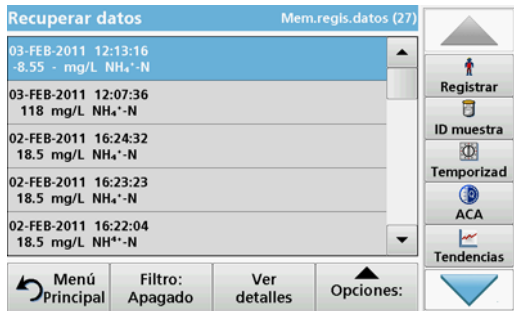 Recuperar datos Mem.regis.datos (27)
03-FEB-2011 12:13:16
-8.55 - mg/L NH₄⁺-N
03-FEB-2011 12:07:36
118 mg/L NH₄⁺-N
02-FEB-2011 16:24:32
18.5 mg/L NH₄⁺-N
02-FEB-2011 16:23:23
18.5 mg/L NH₄⁺-N
02-FEB-2011 16:22:04
18.5 mg/L NH⁴⁺-N
Registrar
ID muestra
Temporizad
ACA
Tendencias
Menú
Principal
Filtro:
Apagado
Ver
detalles
Opciones: